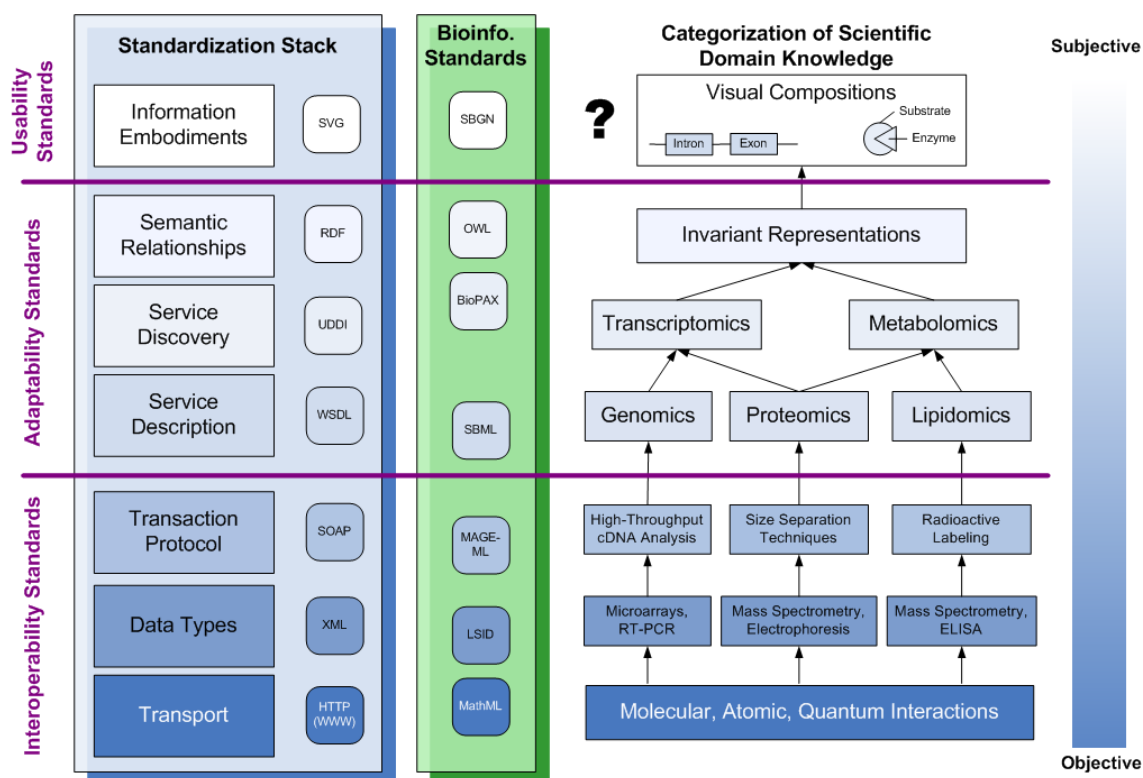 Standardization Stack
Bioinfo.
Standards
Categorization of Scientific
Domain Knowledge
Subjective
Usability
Standards
Information
Embodiments
SVG
SBGN
?
Visual Compositions
Intron
Exon
Substrate
Enzyme
Adaptability Standards
Semantic
Relationships
RDF
OWL
Invariant Representations
Service
Discovery
UDDI
BioPAX
Transcriptomics
Metabolomics
Service
Description
WSDL
SBML
Genomics
Proteomics
Lipidomics
Interoperability Standards
Transaction
Protocol
SOAP
MAGE-
ML
High-Throughput
cDNA Analysis
Size Separation
Techniques
Radioactive
Labeling
Data Types
XML
LSID
Microarrays,
RT-PCR
Mass Spectrometry,
Electrophoresis
Mass Spectrometry,
ELISA
Transport
HTTP
(WWW)
MathML
Molecular, Atomic, Quantum Interactions
Objective